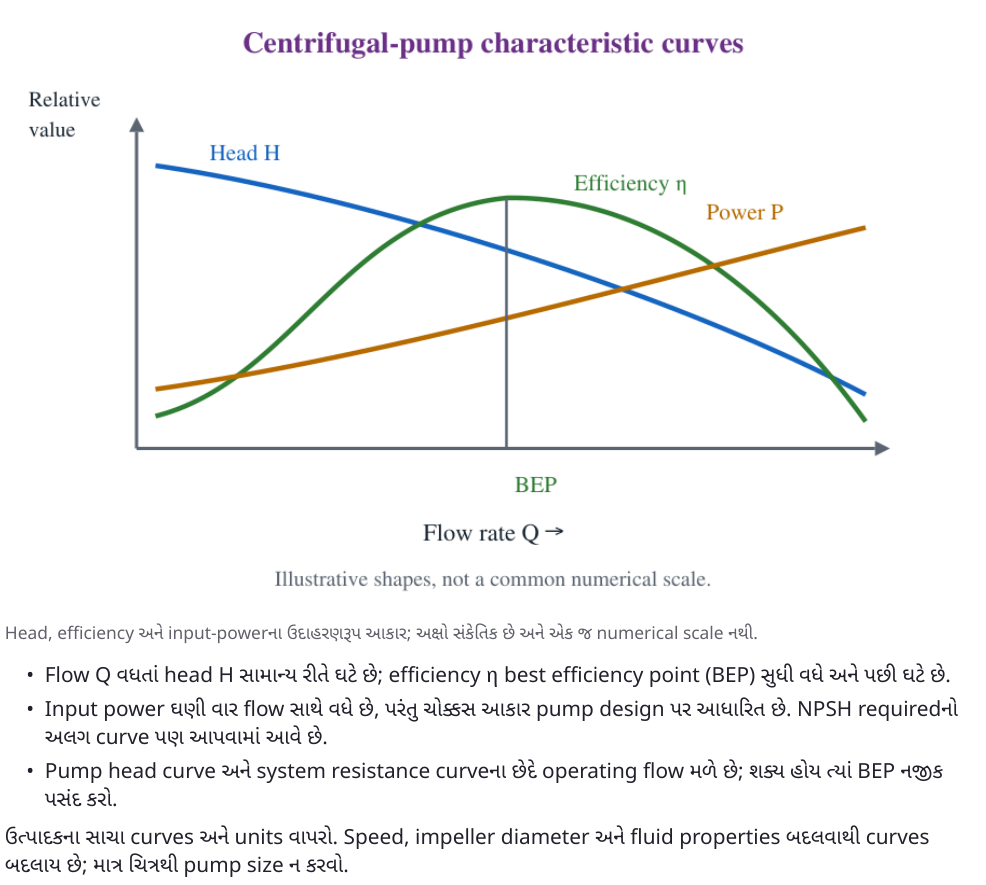 Centrifugal-pump characteristic curves
Relative
value
Head H
Efficiency η
Power P
BEP
Flow rate Q →
Illustrative shapes, not a common numerical scale.
Head, efficiency અને input-powerના ઉદાહરણરૂપ આકાર; અક્ષો સંકેતિક છે અને એક જ numerical scale નથી.
• Flow Q વધતાં head H સામાન્ય રીતે ઘટે છે; efficiency η best efficiency point (BEP) સુધી વધે અને પછી ઘટે છે.
• Input power ઘણી વાર flow સાથે વધે છે, પરંતુ ચોક્કસ આકાર pump design પર આધારિત છે. NPSH requiredનો
અલગ curve પણ આપવામાં આવે છે.
• Pump head curve અને system resistance curveના છેદે operating flow મળે છે; શક્ય હોય ત્યાં BEP નજીક
પસંદ કરો.
ઉત્પાદકના સાચા curves અને units વાપરો. Speed, impeller diameter અને fluid properties બદલવાથી curves
બદલાય છે; માત્ર ચિત્રથી pump size ન કરવો.